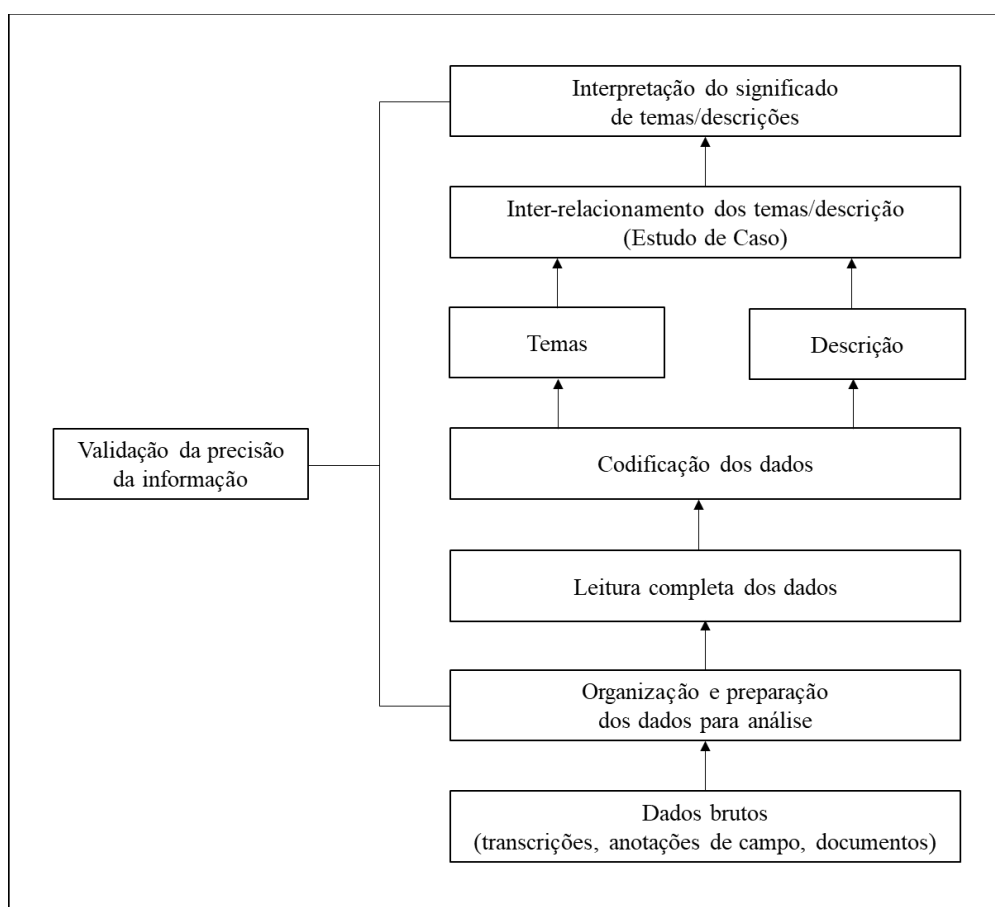 Interpretação do significado
de temas/descrições
Inter-relacionamento dos temas/descrição
(Estudo de Caso)
Temas
Descrição
Validação da precisão
da informação
Codificação dos dados
Leitura completa dos dados
Organização e preparação
dos dados para análise
Dados brutos
(transcrições, anotações de campo, documentos)